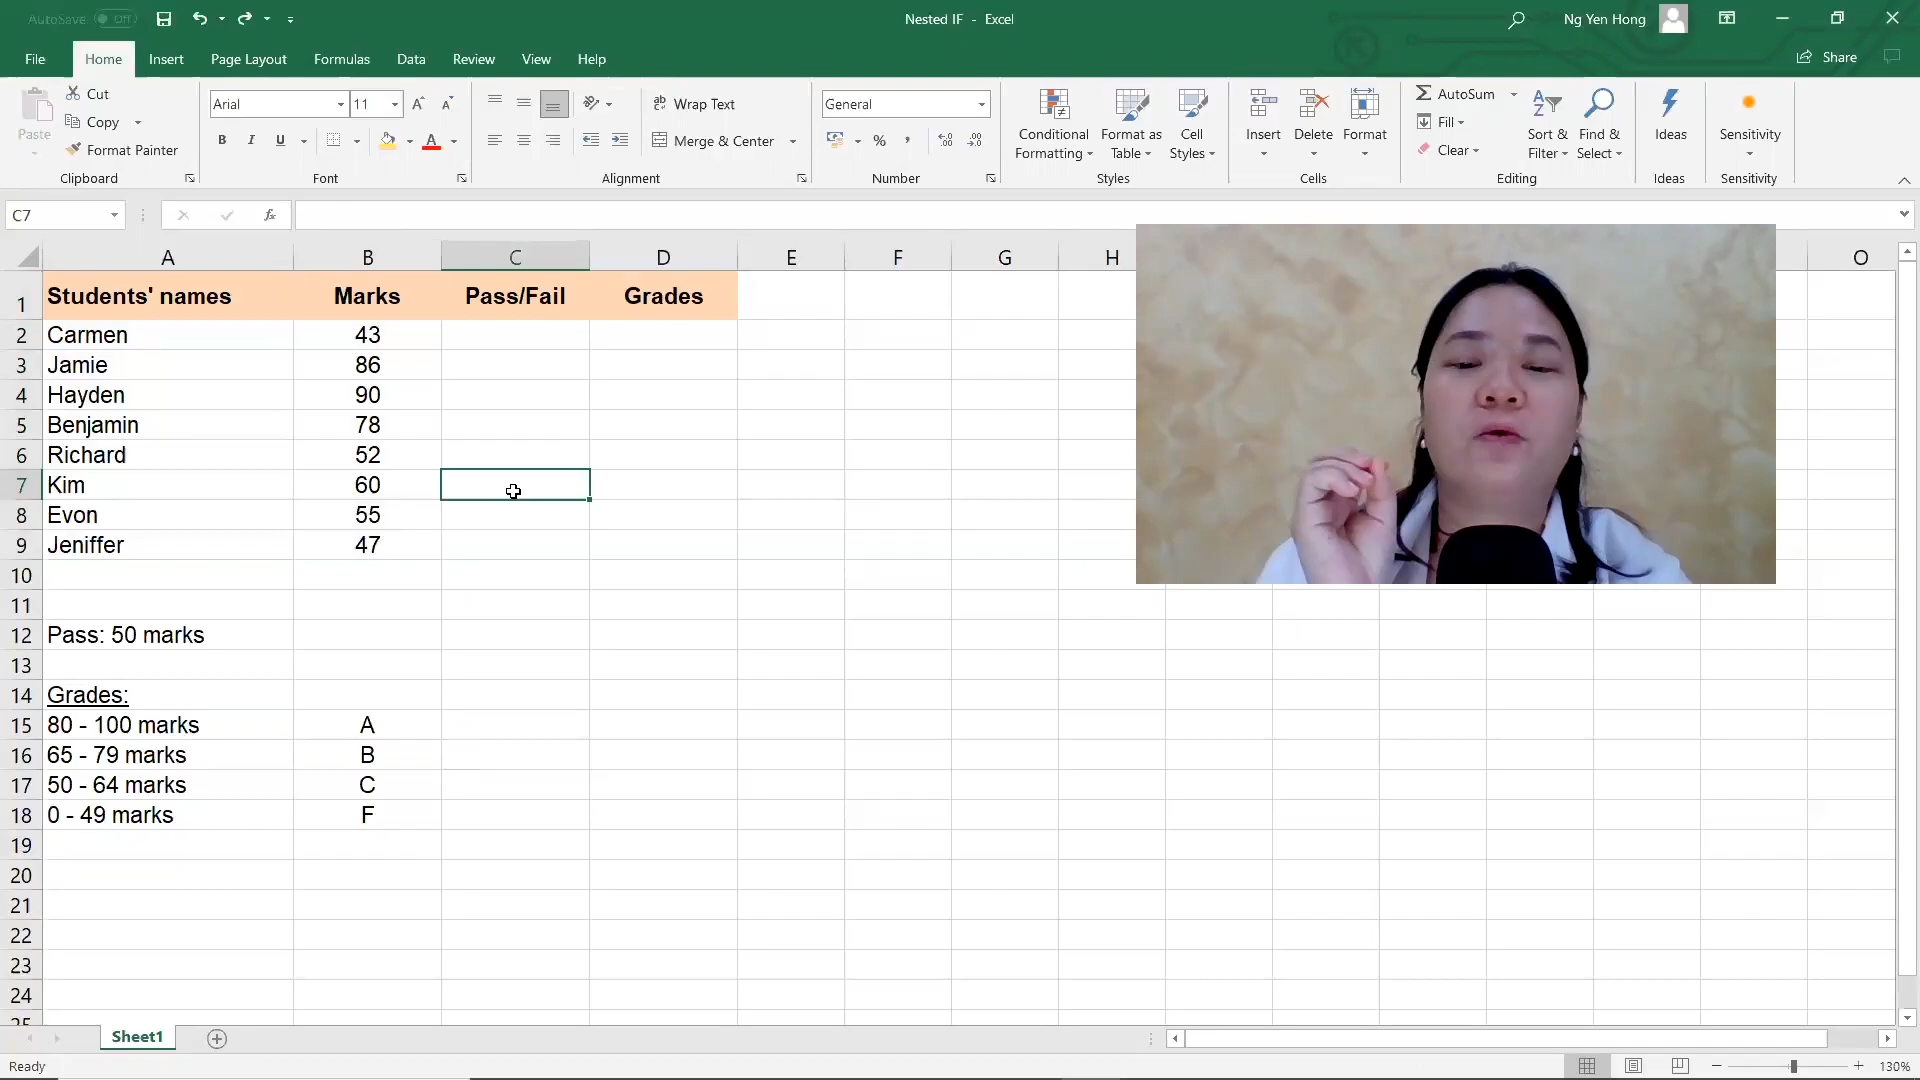 AutoSave Off
Nested IF - Excel
Ng Yen Hong
File Home Insert Page Layout Formulas Data Review View Help
Share
Paste
Cut
Copy
Format Painter
Clipboard
Arial 11
B I U
Font
Wrap Text
Merge & Center
Alignment
General
%
Number
Conditional Formatting
Format as Table
Cell Styles
Styles
Insert
Delete
Format
Cells
AutoSum
Fill
Clear
Sort & Filter
Find & Select
Editing
Ideas
Ideas
Sensitivity
Sensitivity
C7 fx
A B C D E F G H O
1 Students' names Marks Pass/Fail Grades
2 Carmen 43
3 Jamie 86
4 Hayden 90
5 Benjamin 78
6 Richard 52
7 Kim 60
8 Evon 55
9 Jeniffer 47
10
11
12 Pass: 50 marks
13
14 Grades:
15 80 - 100 marks A
16 65 - 79 marks B
17 50 - 64 marks C
18 0 - 49 marks F
19
20
21
22
23
24
25
Sheet1
Ready
130%